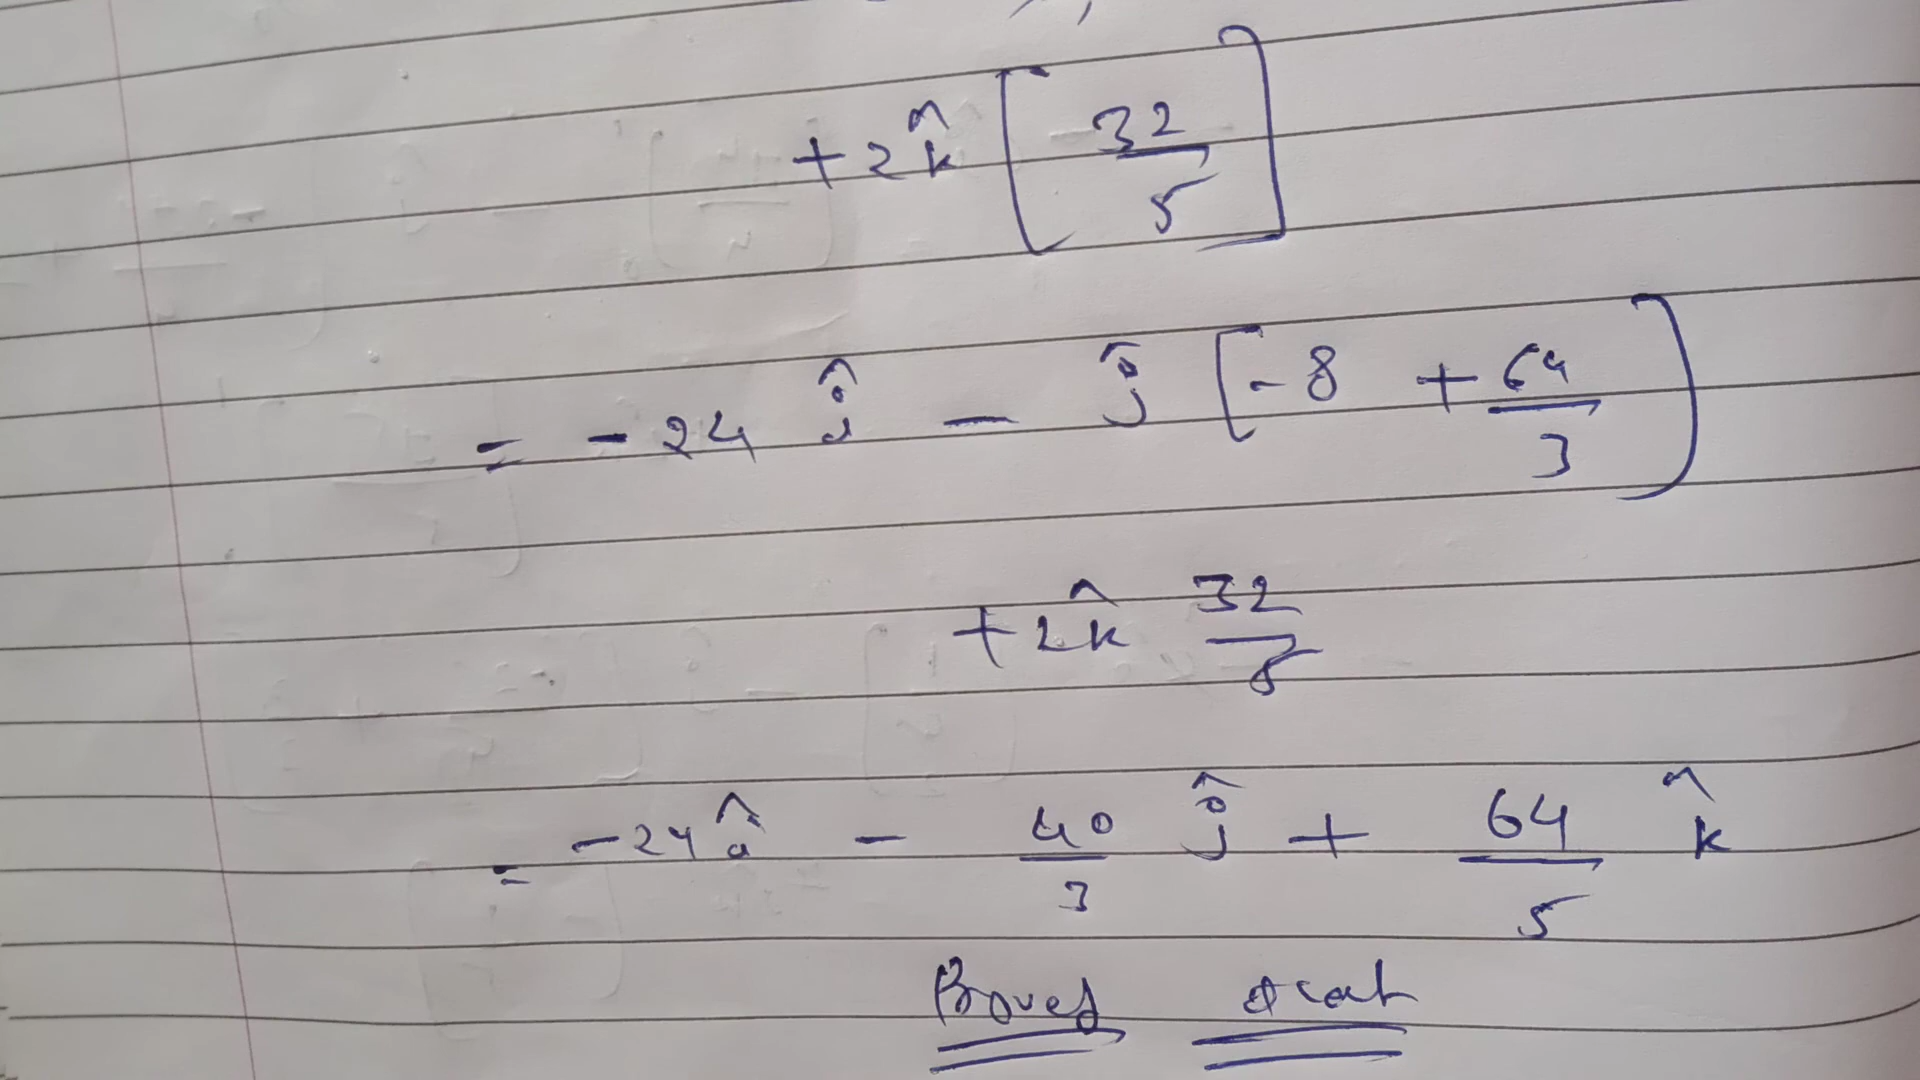 + 2k̂ [32/5]
= -24 î - ĵ [-8 + 64/3]
+ 2k̂ 32/5
= -24 î - 40/3 ĵ + 64/5 k̂
Proved